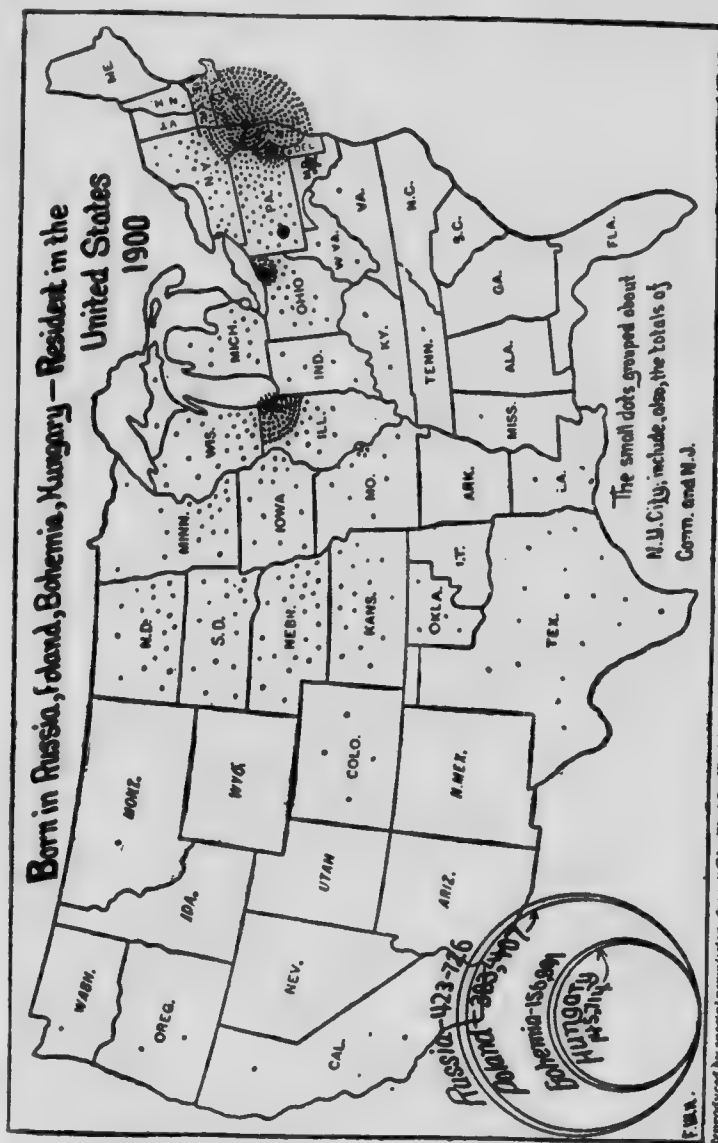 Born in Russia, Poland, Bohemia, Hungary—Resident in the
United States
1900
WASH.
OREG.
CAL.
NEV.
IDA.
MONT.
WYO.
UTAH
COLO.
ARIZ.
N.MEX.
N.D.
S.D.
NEBR.
KANS.
OKLA.
I.T.
TEX.
MINN.
IOWA
MO.
ARK.
LA.
WIS.
ILL.
MICH.
IND.
OHIO
KY.
TENN.
MISS.
ALA.
GA.
FLA.
S.C.
N.C.
VA.
W.VA.
PA.
N.Y.
DEL
VT.
N.H.
ME.
The small dots grouped about
N.Y. City, include, also, the totals of
Conn. and N.J.
Russia—423-726
Poland—383,407
Bohemia-156,891
Hungary
145,714